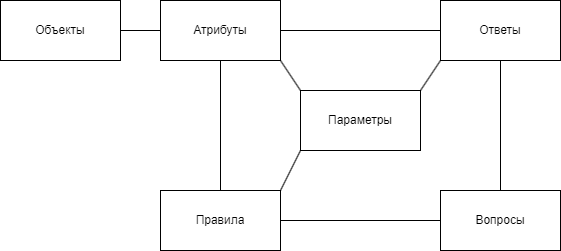 Объекты
Атрибуты
Ответы
Параметры
Правила
Вопросы